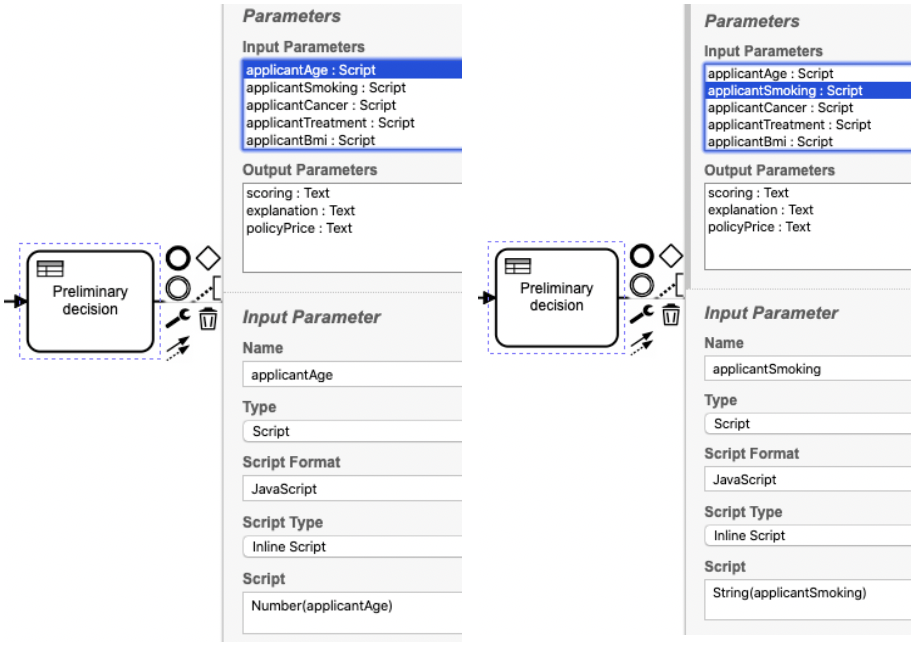 Parameters
Input Parameters
applicantAge : Script
applicantSmoking : Script
applicantCancer : Script
applicantTreatment : Script
applicantBmi : Script
Output Parameters
scoring : Text
explanation : Text
policyPrice : Text
Preliminary
decision
Input Parameter
Name
applicantAge
Type
Script
Script Format
JavaScript
Script Type
Inline Script
Script
Number(applicantAge)
Parameters
Input Parameters
applicantAge : Script
applicantSmoking : Script
applicantCancer : Script
applicantTreatment : Script
applicantBmi : Script
Output Parameters
scoring : Text
explanation : Text
policyPrice : Text
Preliminary
decision
Input Parameter
Name
applicantSmoking
Type
Script
Script Format
JavaScript
Script Type
Inline Script
Script
String(applicantSmoking)